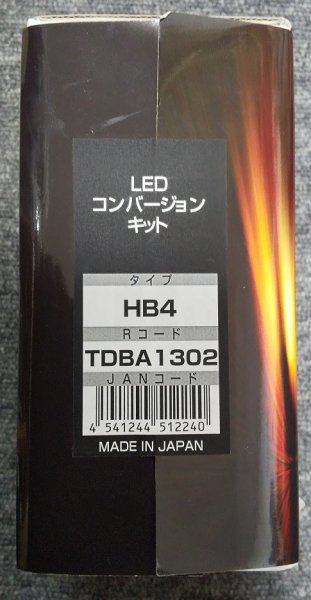 LED
コンバージョン
キット
タイプ
HB4
Rコード
TDBA1302
JANコード
4 541244 512240
MADE IN JAPAN